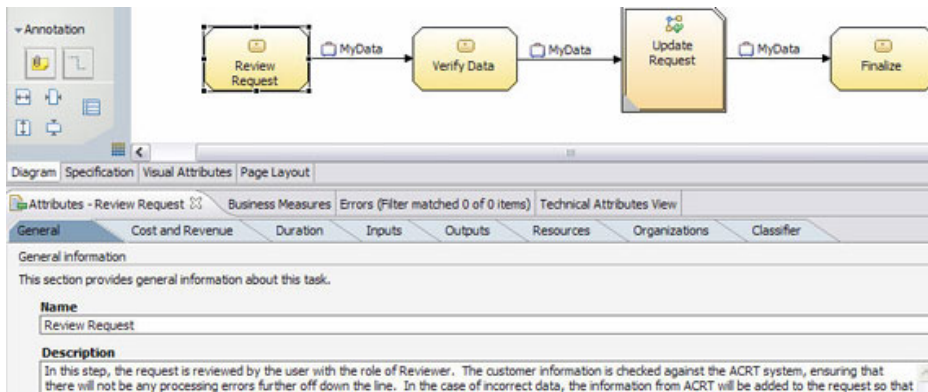 Annotation
Review
Request
MyData
Verify Data
MyData
Update
Request
MyData
Finalize
Diagram Specification Visual Attributes Page Layout
Attributes - Review Request Business Measures Errors (Filter matched 0 of 0 items) Technical Attributes View
General Cost and Revenue Duration Inputs Outputs Resources Organizations Classifier
General information
This section provides general information about this task.
Name
Review Request
Description
In this step, the request is reviewed by the user with the role of Reviewer. The customer information is checked against the ACRT system, ensuring that
there will not be any processing errors further off down the line. In the case of incorrect data, the information from ACRT will be added to the request so that